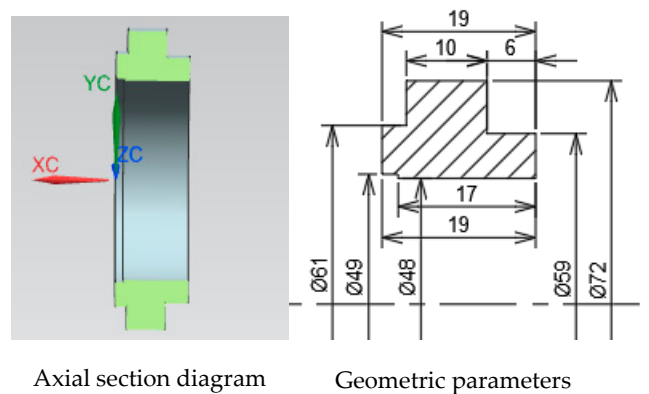 YC
ZC
XC
19
10
6
17
19
Ø61
Ø49
Ø48
Ø59
Ø72
Axial section diagram
Geometric parameters